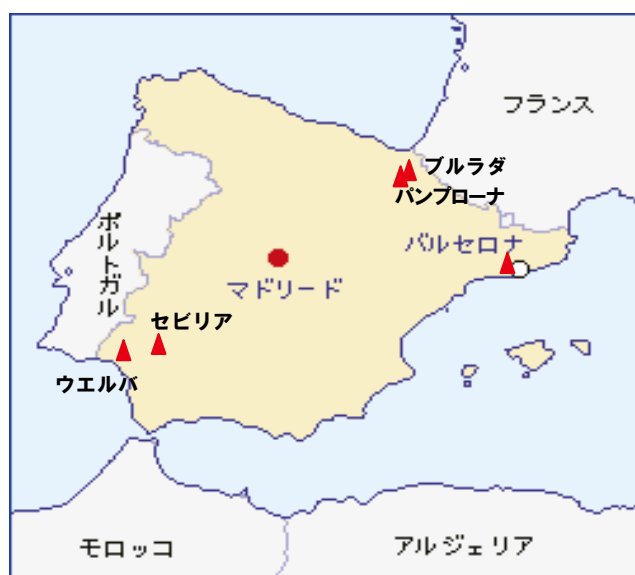 フランス
ブルラダ
パンプローナ
バルセロナ
ポルトガル
マドリード
セビリア
ウエルバ
モロッコ
アルジェリア